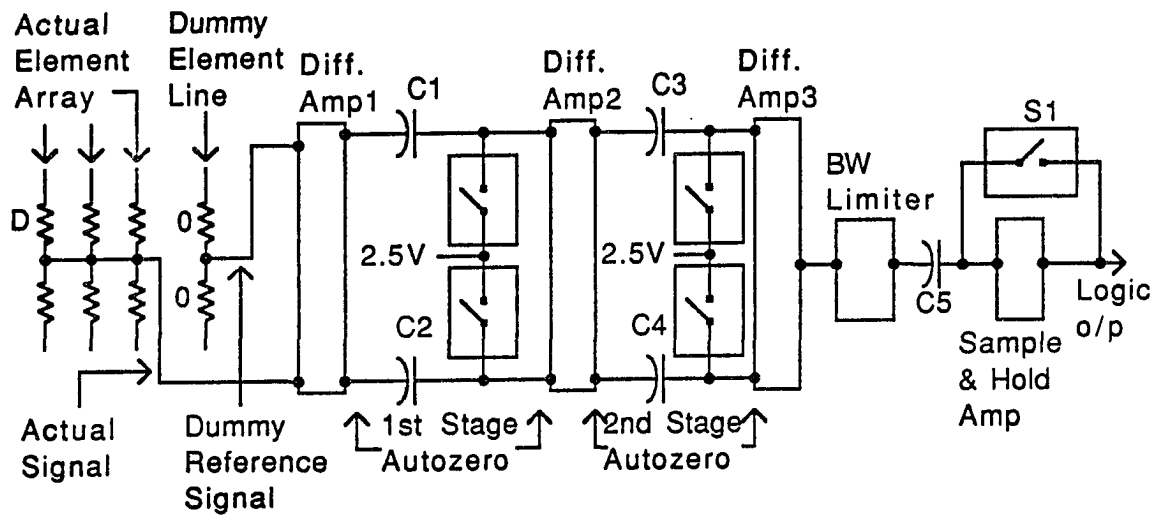 Actual
Element
Array
Dummy
Element
Line
Diff.
Amp1
C1
Diff.
Amp2
C3
Diff.
Amp3
S1
BW
Limiter
D
0
0
2.5V
2.5V
C2
C4
C5
Logic
o/p
Sample
& Hold
Amp
Actual
Signal
Dummy
Reference
Signal
1st Stage
Autozero
2nd Stage
Autozero